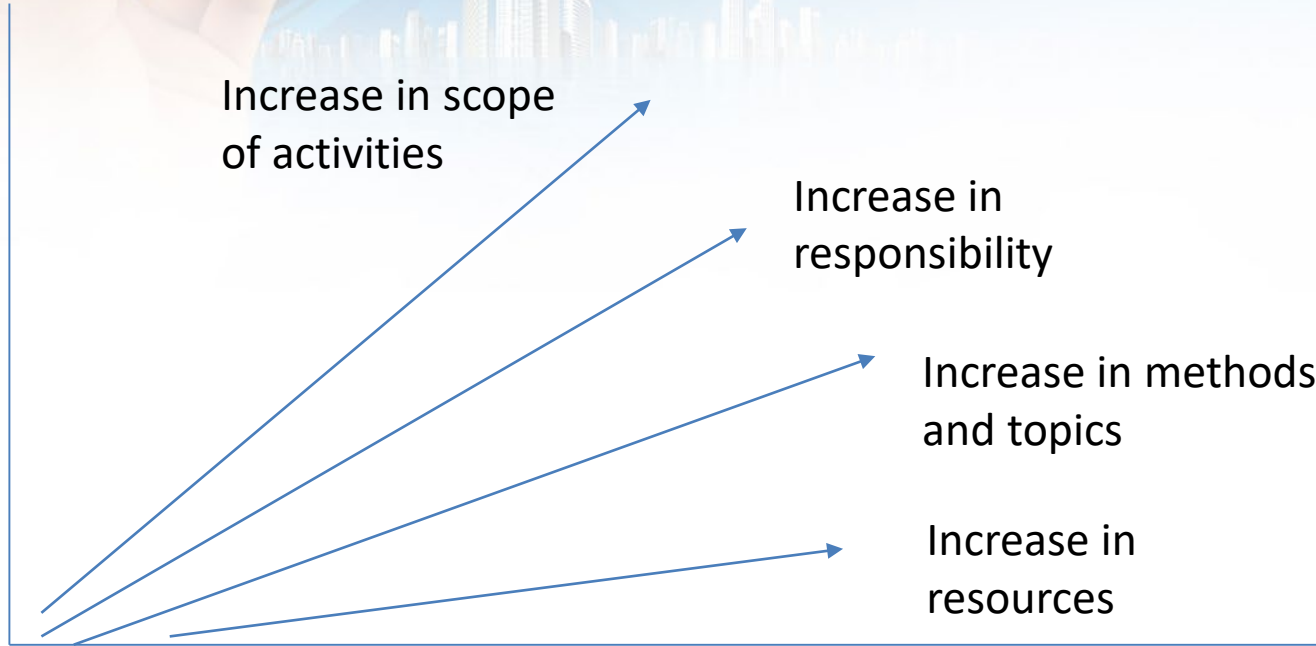 Increase in scope
of activities
Increase in
responsibility
Increase in methods
and topics
Increase in
resources